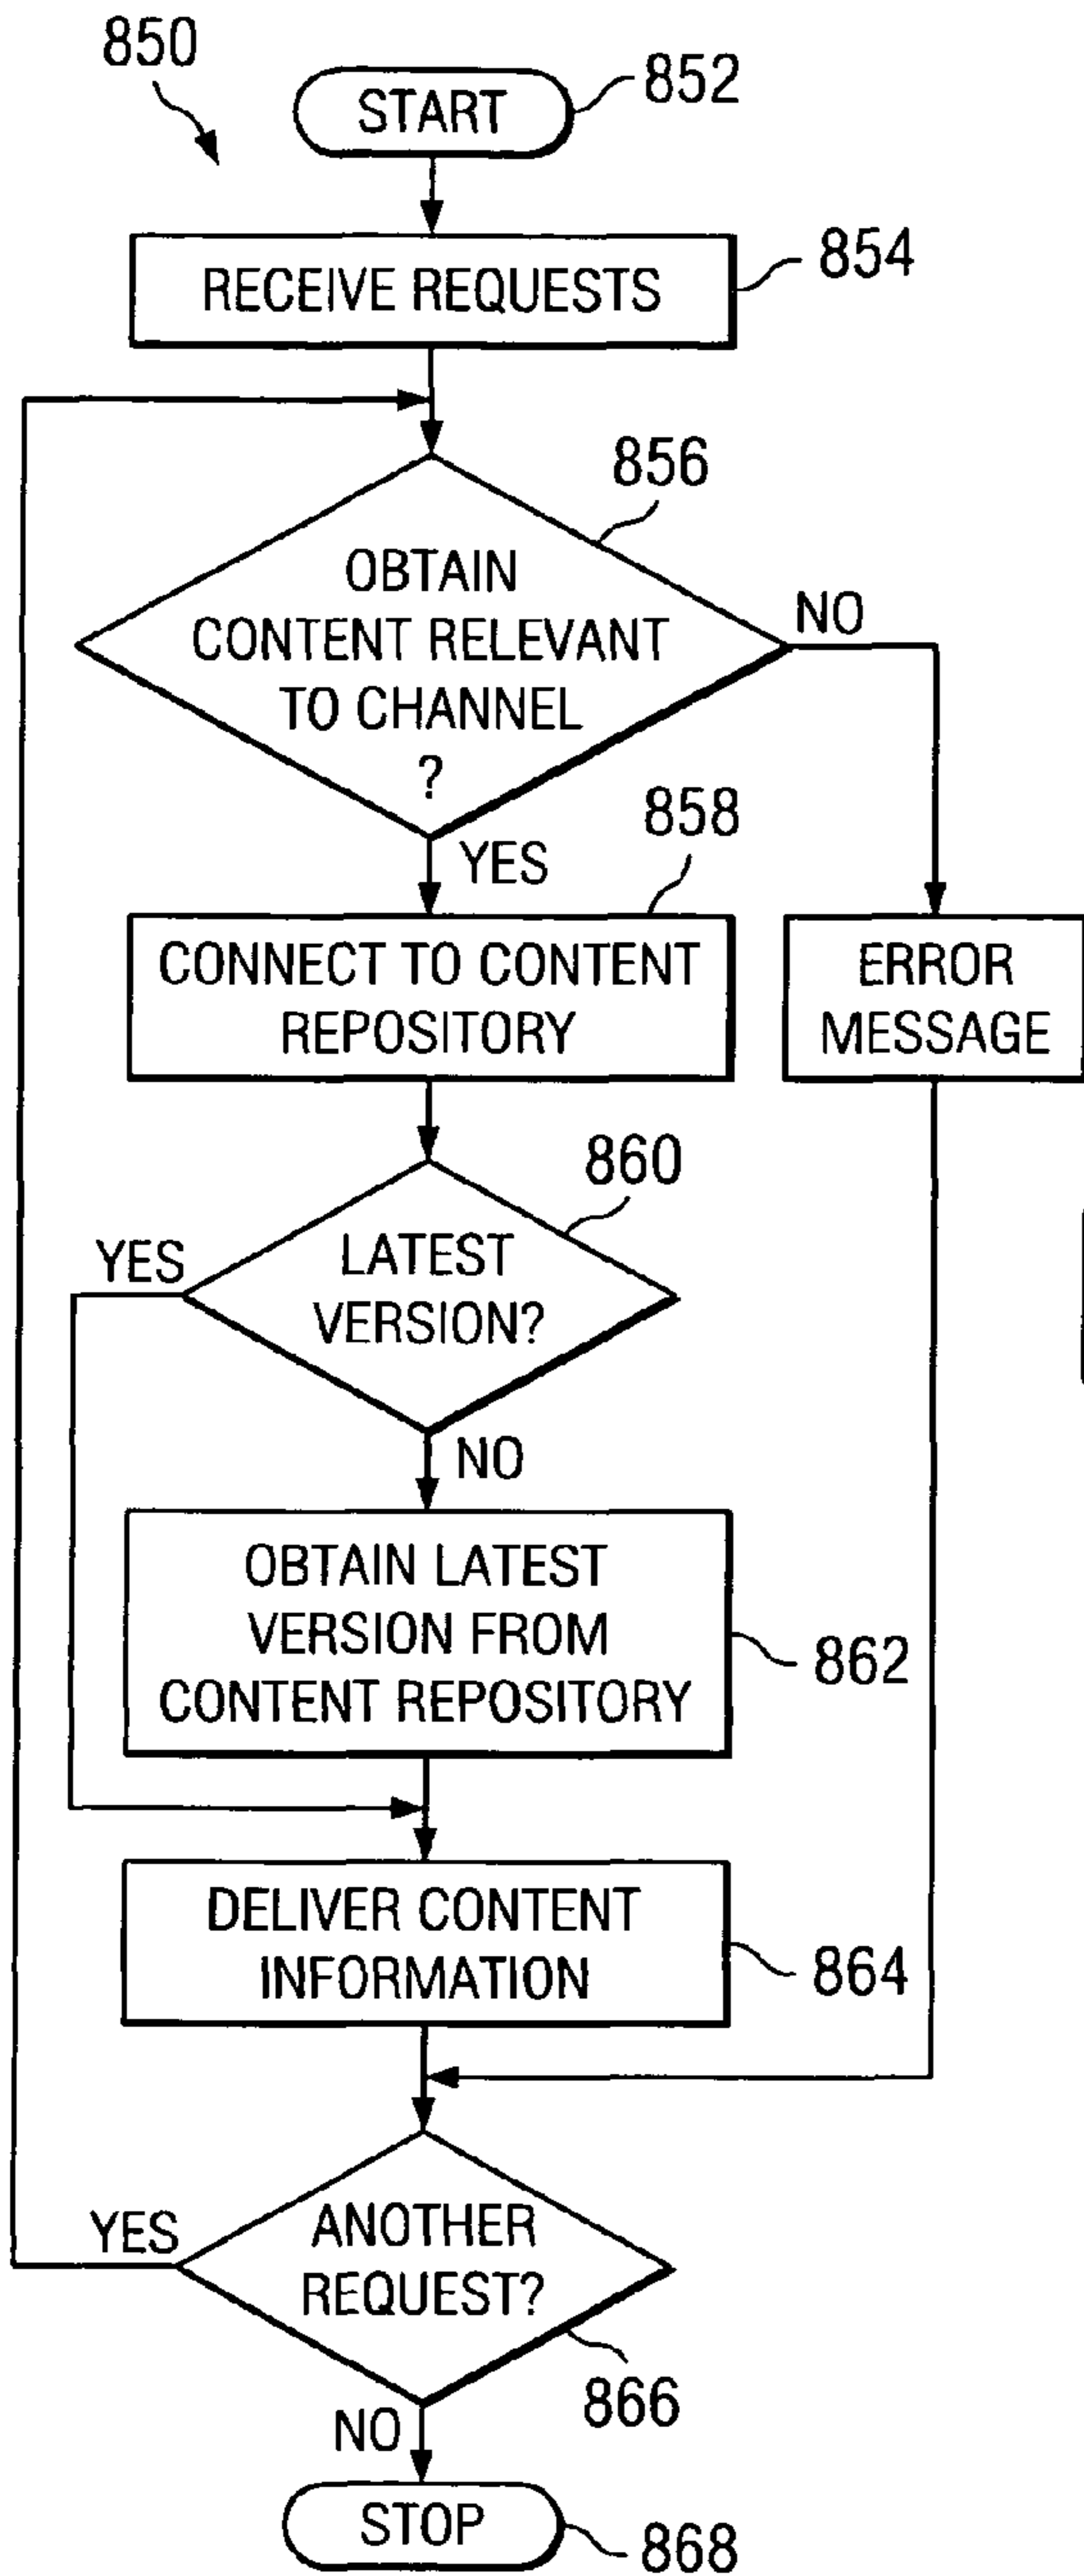 850
START
852
RECEIVE REQUESTS
854
856
OBTAIN
CONTENT RELEVANT
TO CHANNEL
?
NO
YES
858
CONNECT TO CONTENT
REPOSITORY
ERROR
MESSAGE
860
YES
LATEST
VERSION?
NO
OBTAIN LATEST
VERSION FROM
CONTENT REPOSITORY
862
DELIVER CONTENT
INFORMATION
864
YES
ANOTHER
REQUEST?
866
NO
STOP
868